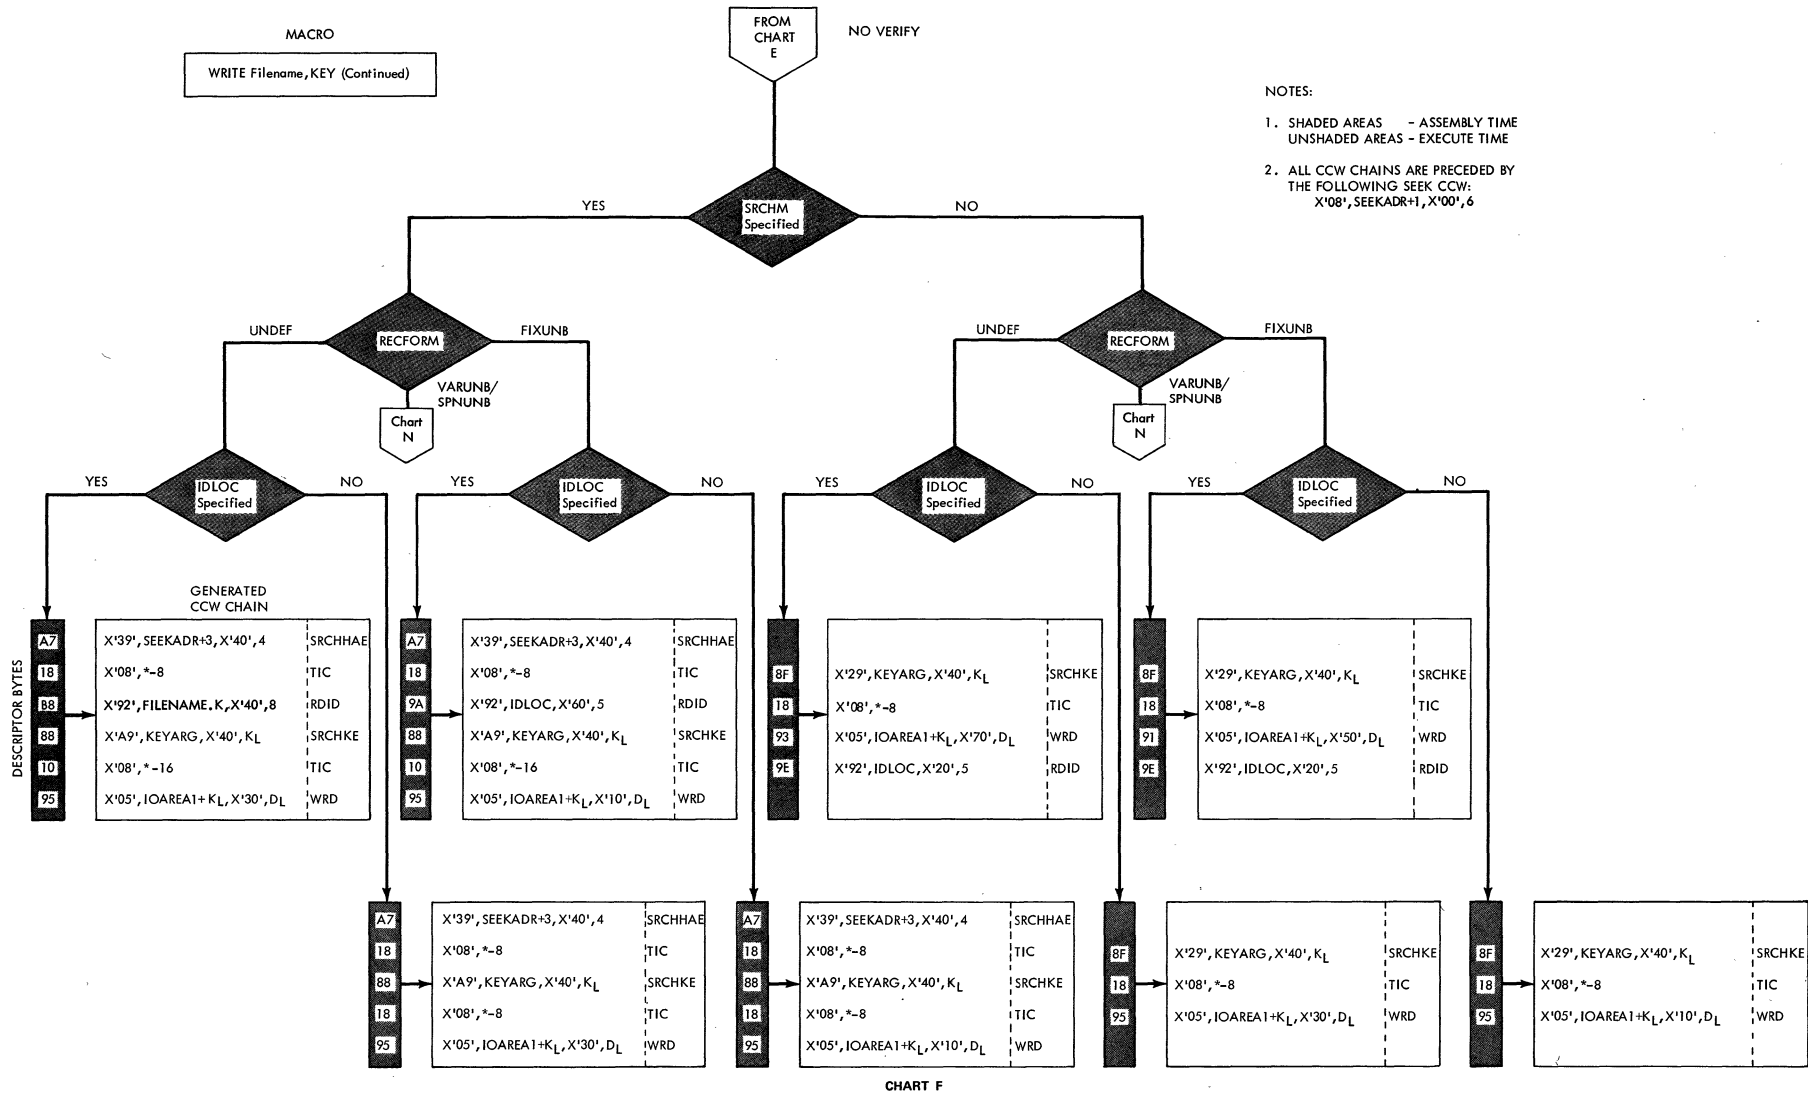 MACRO
WRITE Filename,KEY (Continued)
FROM
CHART
E
NO VERIFY
NOTES:
1. SHADED AREAS - ASSEMBLY TIME
UNSHADED AREAS - EXECUTE TIME
2. ALL CCW CHAINS ARE PRECEDED BY
THE FOLLOWING SEEK CCW:
X'08',SEEKADR+1,X'00',6
YES
SRCHM
Specified
NO
UNDEF
RECFORM
FIXUNB
VARUNB/
SPNUNB
Chart
N
UNDEF
RECFORM
FIXUNB
VARUNB/
SPNUNB
Chart
N
YES
IDLOC
Specified
NO
YES
IDLOC
Specified
NO
YES
IDLOC
Specified
NO
YES
IDLOC
Specified
NO
GENERATED
CCW CHAIN
DESCRIPTOR BYTES
A7 X'39',SEEKADR+3,X'40',4 SRCHHAE
18 X'08',*-8 TIC
B8 X'92',FILENAME.K,X'40',8 RDID
88 X'A9',KEYARG,X'40',KL SRCHKE
10 X'08',*-16 TIC
95 X'05',IOAREA1+KL,X'30',DL WRD
A7 X'39',SEEKADR+3,X'40',4 SRCHHAE
18 X'08',*-8 TIC
9A X'92',IDLOC,X'60',5 RDID
88 X'A9',KEYARG,X'40',KL SRCHKE
10 X'08',*-16 TIC
95 X'05',IOAREA1+KL,X'10',DL WRD
8F X'29',KEYARG,X'40',KL SRCHKE
18 X'08',*-8 TIC
93 X'05',IOAREA1+KL,X'70',DL WRD
9E X'92',IDLOC,X'20',5 RDID
8F X'29',KEYARG,X'40',KL SRCHKE
18 X'08',*-8 TIC
91 X'05',IOAREA1+KL,X'50',DL WRD
9E X'92',IDLOC,X'20',5 RDID
A7 X'39',SEEKADR+3,X'40',4 SRCHHAE
18 X'08',*-8 TIC
88 X'A9',KEYARG,X'40',KL SRCHKE
18 X'08',*-8 TIC
95 X'05',IOAREA1+KL,X'30',DL WRD
A7 X'39',SEEKADR+3,X'40',4 SRCHHAE
18 X'08',*-8 TIC
88 X'A9',KEYARG,X'40',KL SRCHKE
18 X'08',*-8 TIC
95 X'05',IOAREA1+KL,X'10',DL WRD
8F X'29',KEYARG,X'40',KL SRCHKE
18 X'08',*-8 TIC
95 X'05',IOAREA1+KL,X'30',DL WRD
8F X'29',KEYARG,X'40',KL SRCHKE
18 X'08',*-8 TIC
95 X'05',IOAREA1+KL,X'10',DL WRD
CHART F